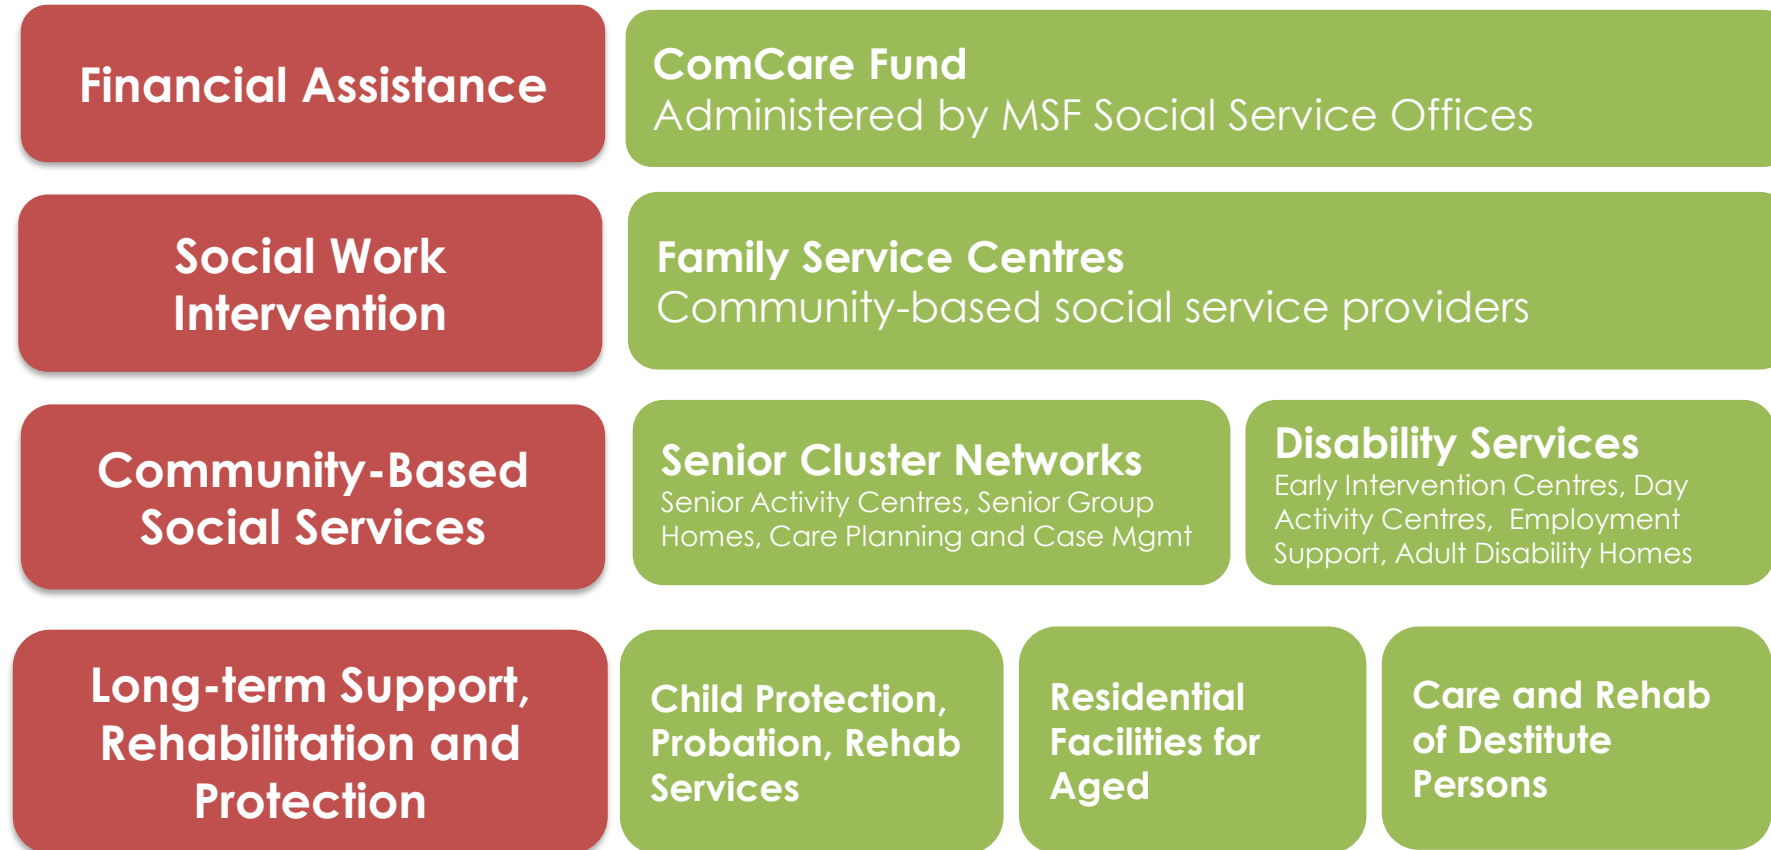 Financial Assistance
ComCare Fund
Administered by MSF Social Service Offices
Social Work
Intervention
Family Service Centres
Community-based social service providers
Community-Based
Social Services
Senior Cluster Networks
Senior Activity Centres, Senior Group
Homes, Care Planning and Case Mgmt
Disability Services
Early Intervention Centres, Day
Activity Centres,  Employment
Support, Adult Disability Homes
Long-term Support,
Rehabilitation and
Protection
Child Protection,
Probation, Rehab
Services
Residential
Facilities for
Aged
Care and Rehab
of Destitute
Persons